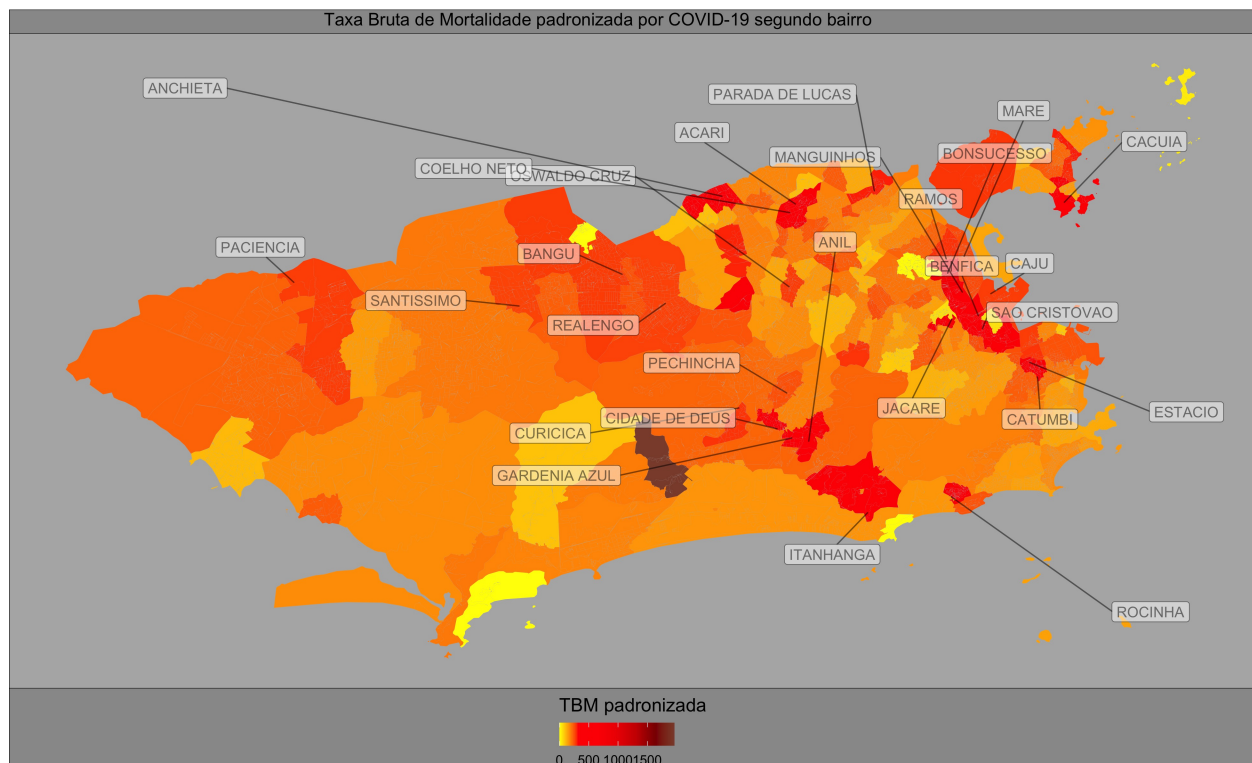 Taxa Bruta de Mortalidade padronizada por COVID-19 segundo bairro
ANCHIETA
PARADA DE LUCAS
MARE
ACARI
CACUIA
MANGUINHOS
BONSUCESSO
COELHO NETO
OSWALDO CRUZ
RAMOS
PACIENCIA
ANIL
BANGU
BENFICA
CAJU
SANTISSIMO
SAO CRISTOVAO
REALENGO
PECHINCHA
JACARE
ESTACIO
CIDADE DE DEUS
CATUMBI
CURICICA
GARDENIA AZUL
ITANHANGA
ROCINHA
TBM padronizada
0 500 1000 1500